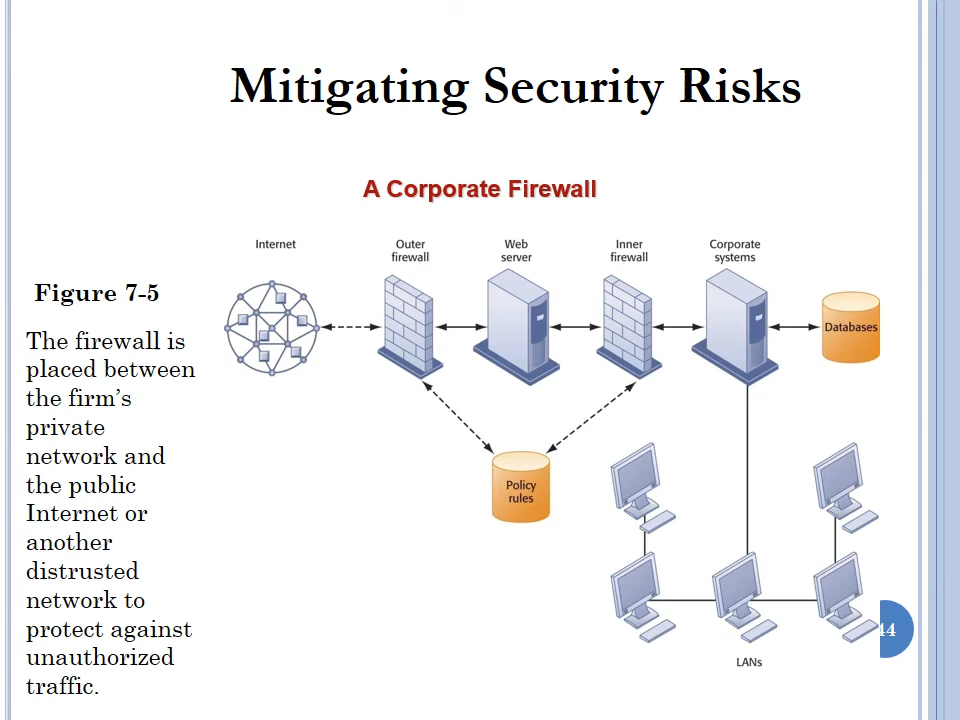 Mitigating Security Risks
A Corporate Firewall
Internet
Outer
firewall
Web
server
Inner
firewall
Corporate
systems
Databases
Policy
rules
LANs
Figure 7-5
The firewall is
placed between
the firm’s
private
network and
the public
Internet or
another
distrusted
network to
protect against
unauthorized
traffic.
44